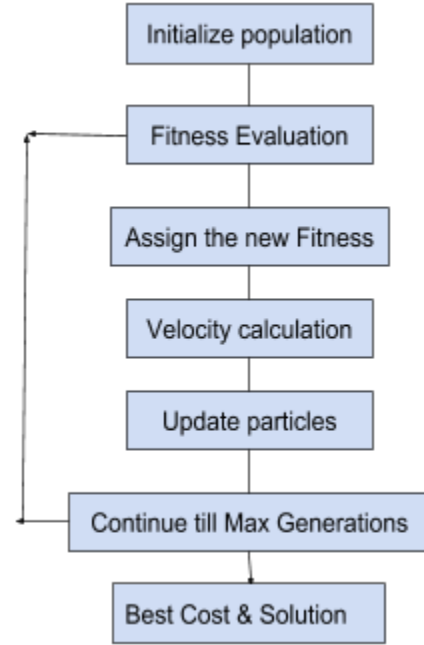 Initialize population
Fitness Evaluation
Assign the new Fitness
Velocity calculation
Update particles
Continue till Max Generations
Best Cost & Solution